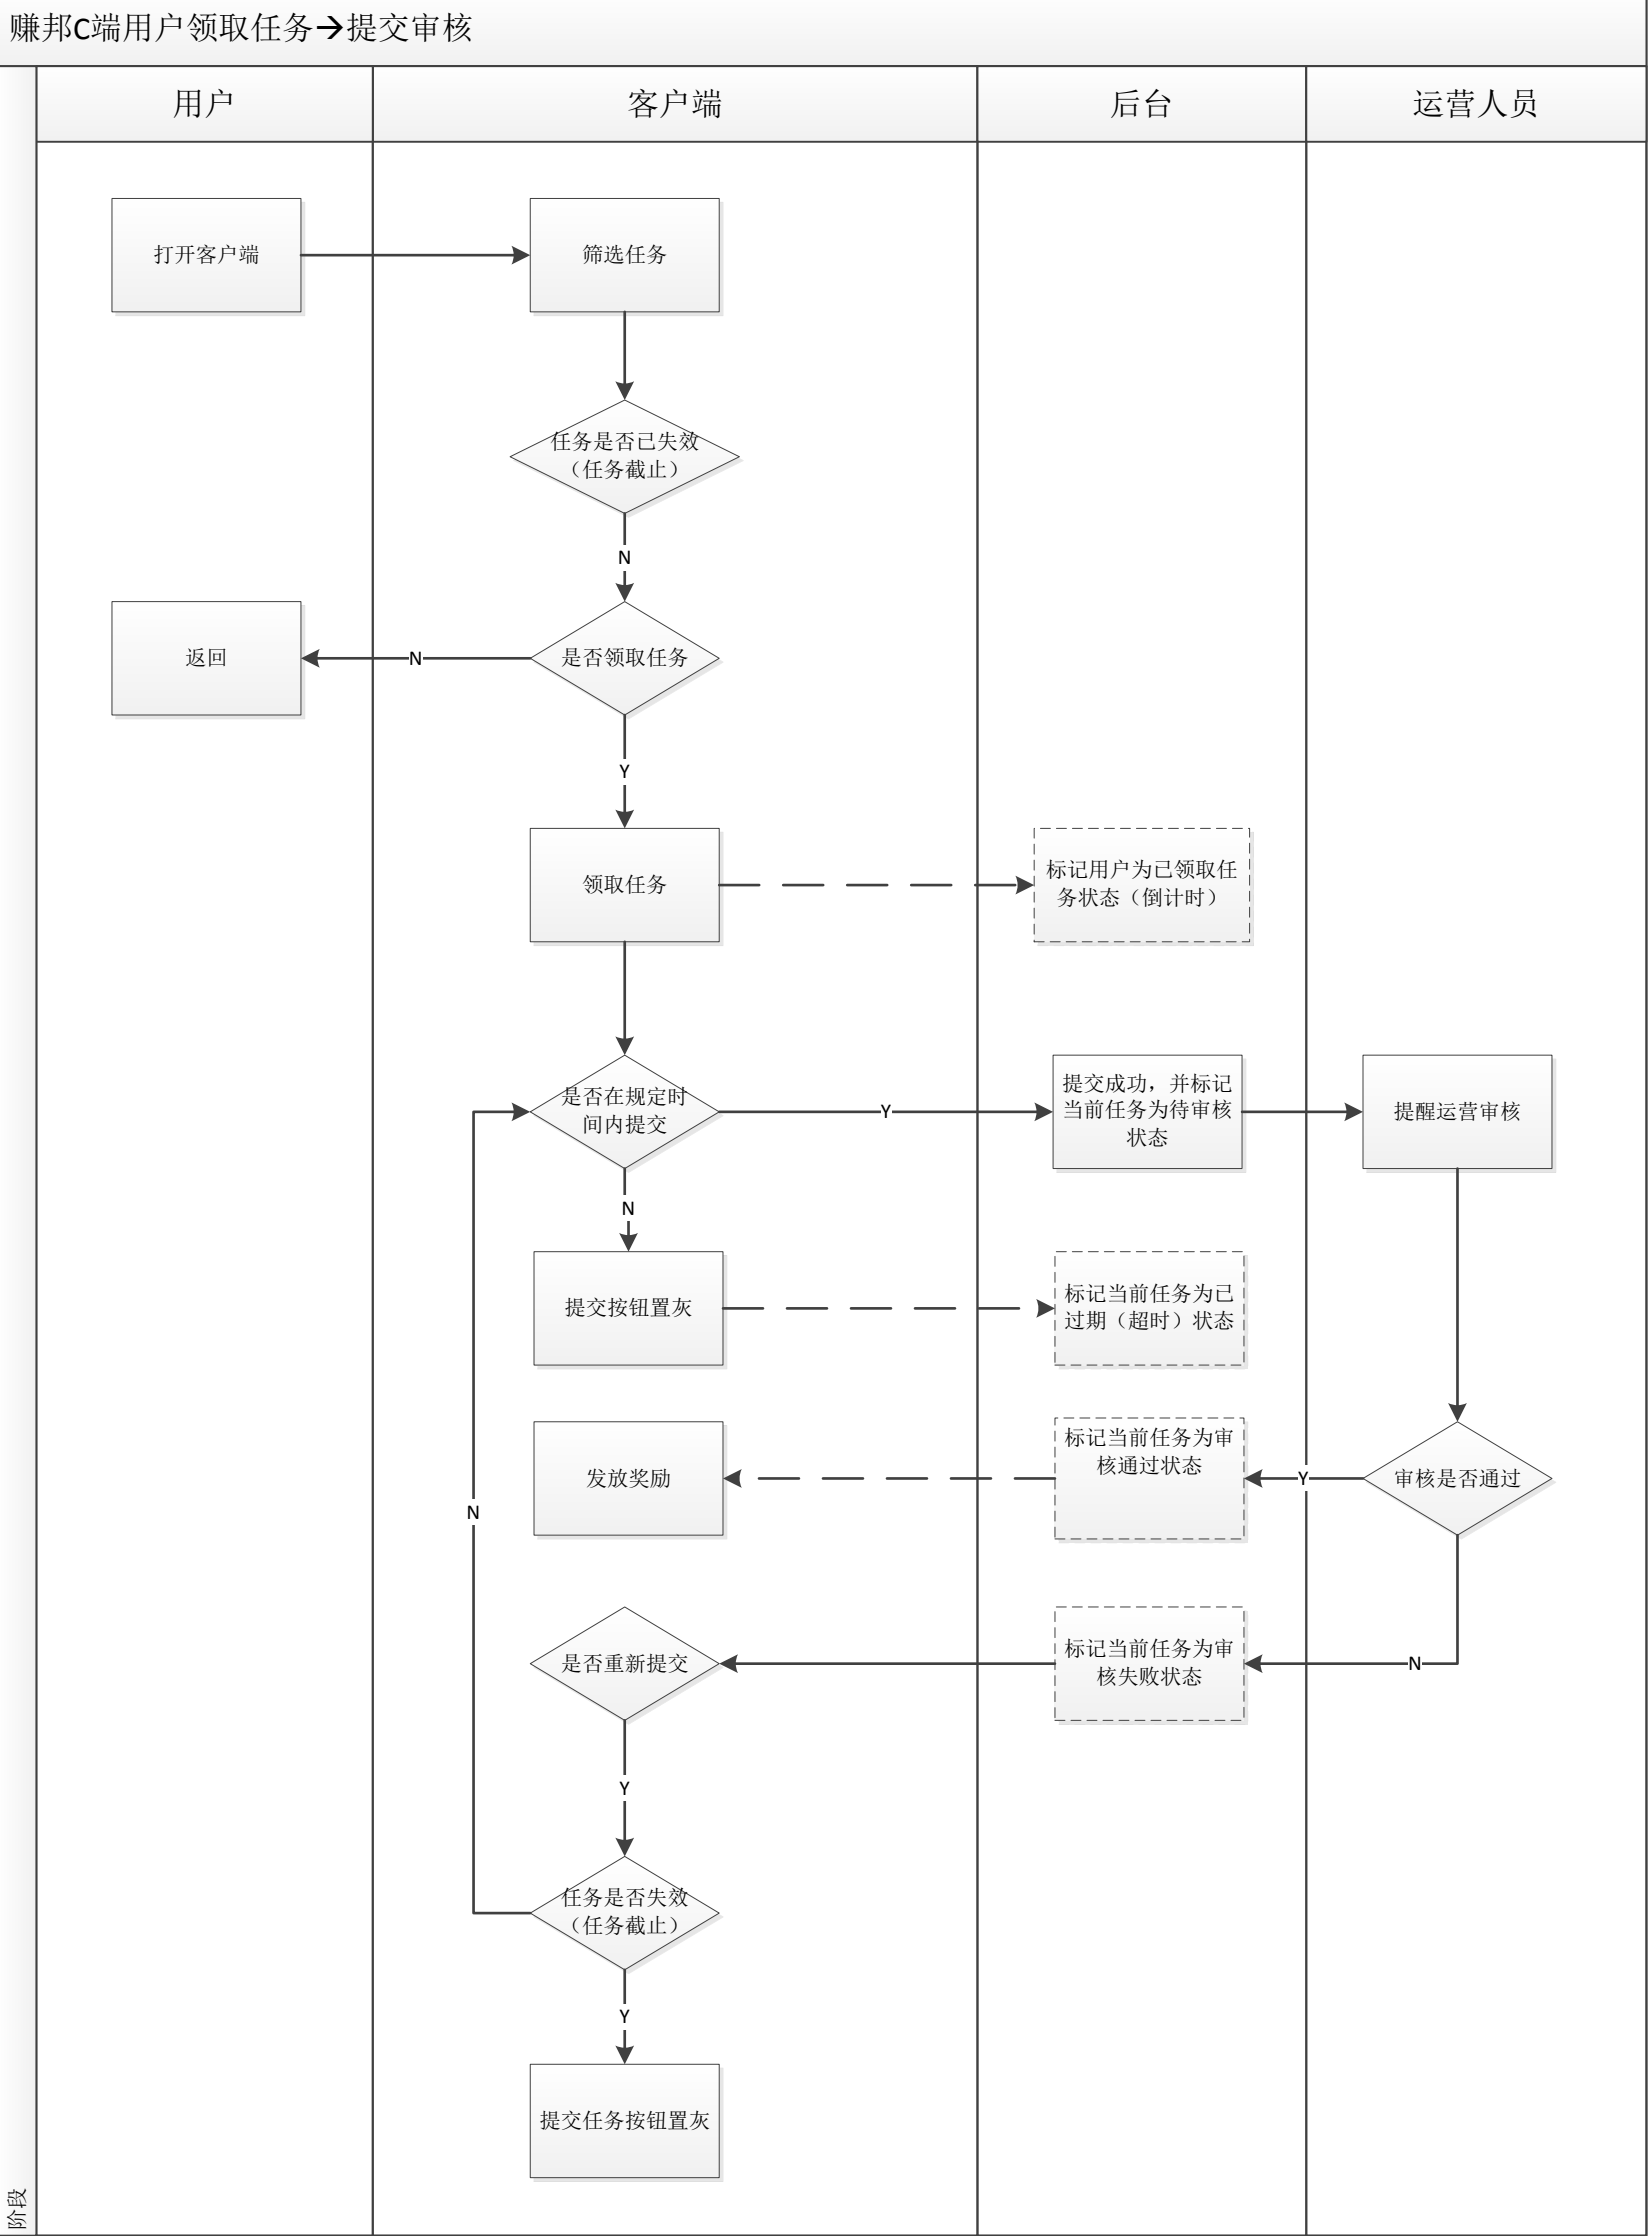 赚邦C端用户领取任务→提交审核
用户
客户端
后台
运营人员
打开客户端
筛选任务
任务是否已失效
（任务截止）
N
返回
N
是否领取任务
Y
领取任务
标记用户为已领取任
务状态（倒计时）
是否在规定时
间内提交
Y
提交成功，并标记
当前任务为待审核
状态
提醒运营审核
N
提交按钮置灰
标记当前任务为已
过期（超时）状态
发放奖励
标记当前任务为审
核通过状态
Y
审核是否通过
N
是否重新提交
标记当前任务为审
核失败状态
N
Y
任务是否失效
（任务截止）
Y
提交任务按钮置灰
阶段